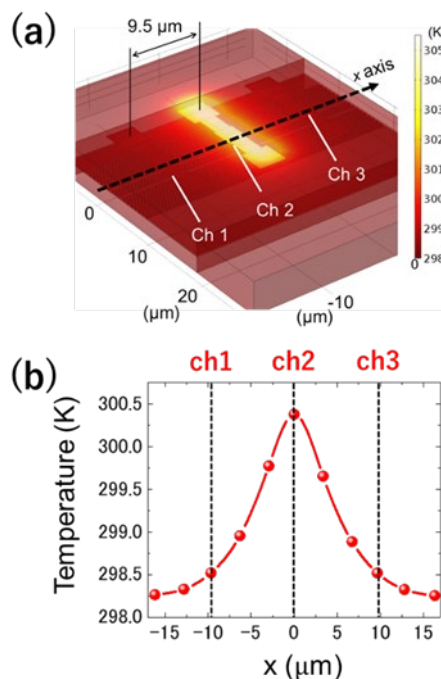 (a)
9.5 μm
(K)
305
304
303
302
301
300
299
298
0
x axis
Ch 3
Ch 2
Ch 1
0
10
20
(μm)
-10
(μm)
(b)
ch1 ch2 ch3
Temperature (K)
300.5
300.0
299.5
299.0
298.5
298.0
-15 -10 -5 0 5 10 15
x (μm)